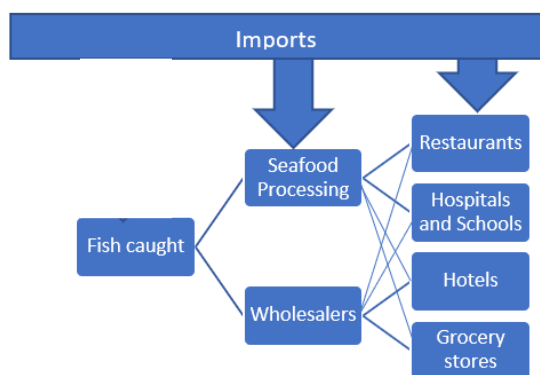 Imports
Restaurants
Seafood
Processing
Hospitals
and Schools
Fish caught
Hotels
Wholesalers
Grocery
stores